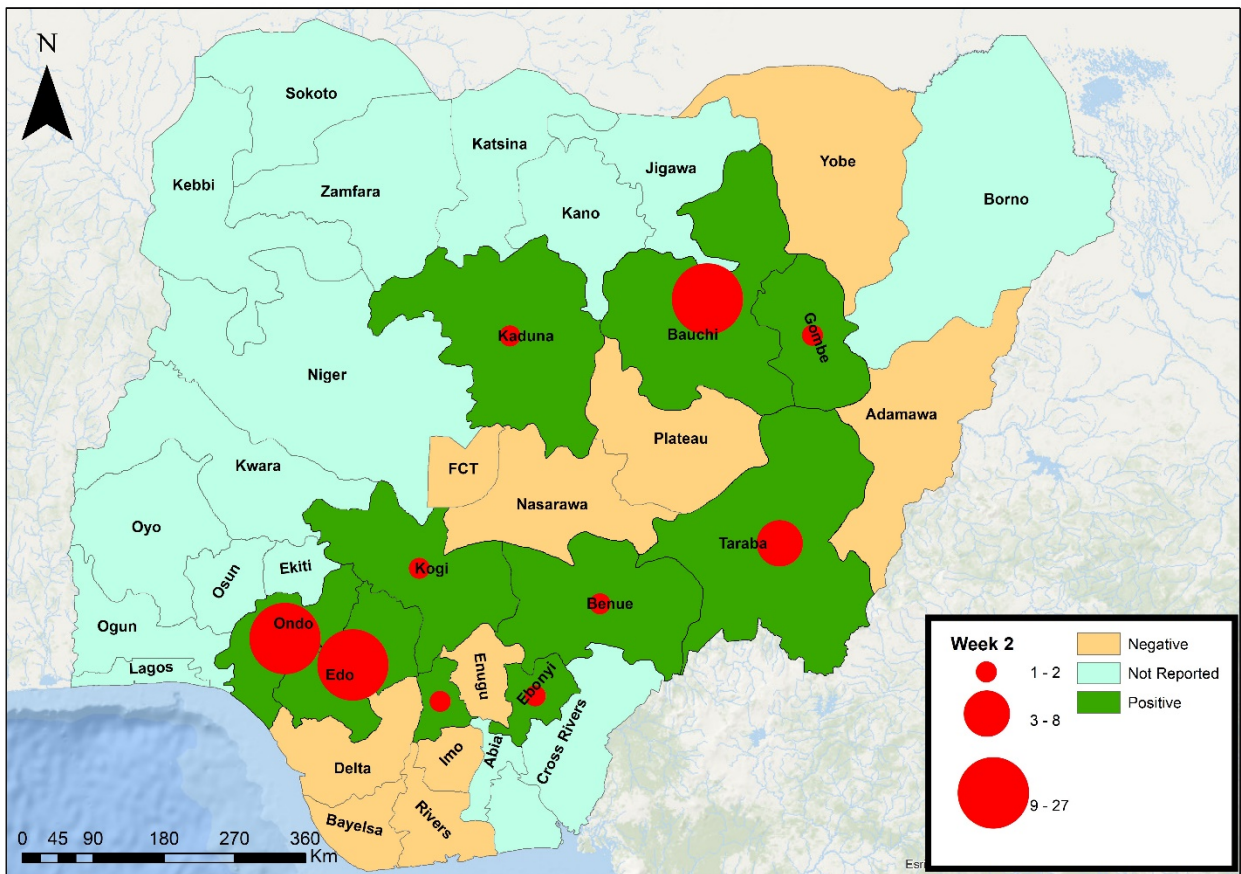 N
Sokoto
Katsina
Jigawa
Yobe
Kebbi
Zamfara
Kano
Borno
Kaduna
Bauchi
Gombe
Niger
Adamawa
Plateau
FCT
Kwara
Nasarawa
Oyo
Taraba
Osun
Ekiti
Kogi
Benue
Ogun
Ondo
Lagos
Edo
Enugu
Ebonyi
Cross Rivers
Abia
Imo
Delta
Bayelsa
Rivers
0 45 90 180 270 360
Km
Week 2
1 - 2
3 - 8
9 - 27
Negative
Not Reported
Positive
Esri